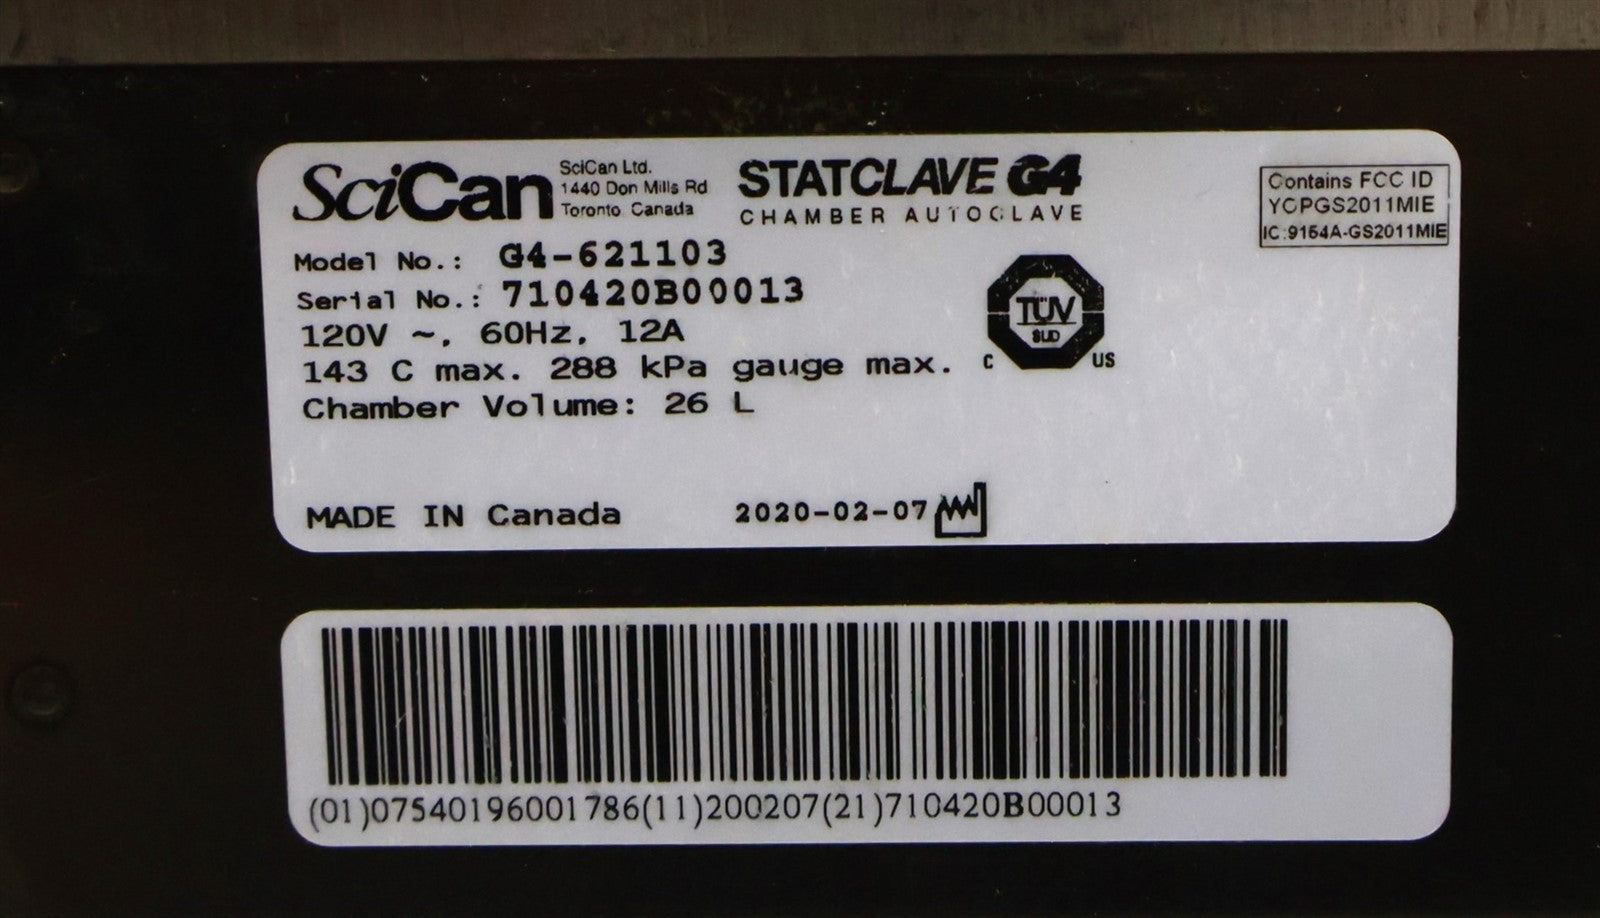 SciCan
SciCan Ltd.
1440 Don Mills Rd
Toronto Canada
STATCLAVE G4
CHAMBER AUTOCLAVE
Contains FCC ID
YOPGS2011MIE
IC:9154A-GS2011MIE
Model No.: G4-621103
Serial No.: 710420B00013
120V ~, 60Hz, 12A
143 C max. 288 kPa gauge max.
Chamber Volume: 26 L
TÜV
SUD
C US
MADE IN Canada
2020-02-07
(01)07540196001786(11)200207(21)710420B00013